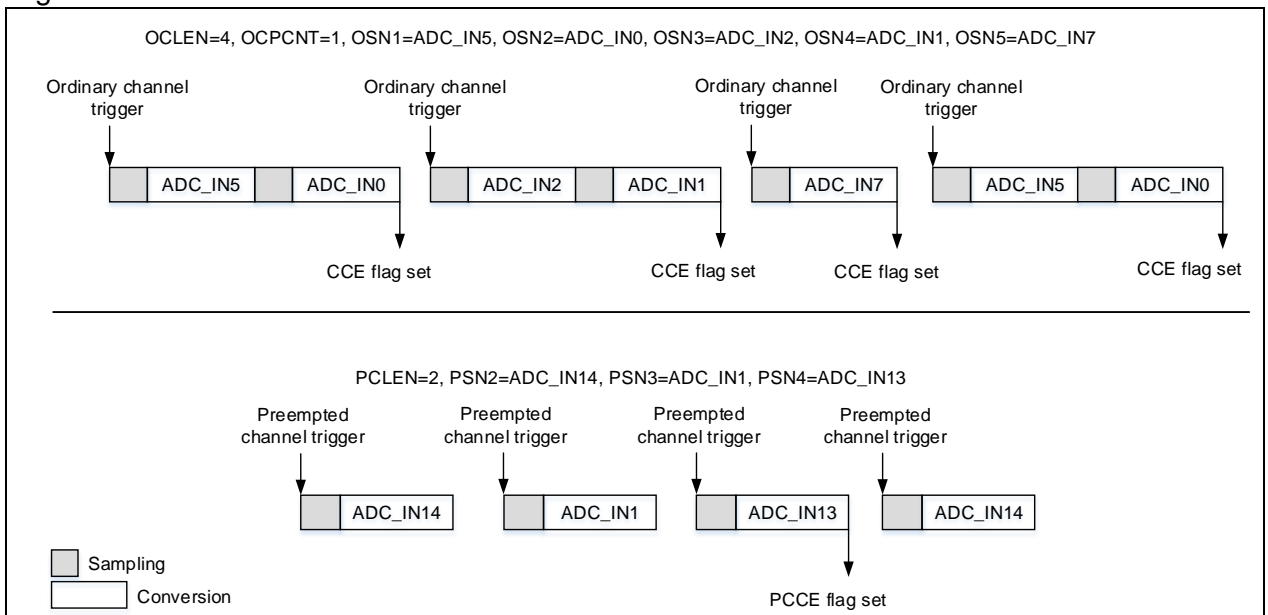 OCLEN=4, OCPCNT=1, OSN1=ADC_IN5, OSN2=ADC_IN0, OSN3=ADC_IN2, OSN4=ADC_IN1, OSN5=ADC_IN7
Ordinary channel
trigger
Ordinary channel
trigger
Ordinary channel
trigger
Ordinary channel
trigger
ADC_IN5
ADC_IN0
ADC_IN2
ADC_IN1
ADC_IN7
ADC_IN5
ADC_IN0
CCE flag set
CCE flag set
CCE flag set
CCE flag set
PCLEN=2, PSN2=ADC_IN14, PSN3=ADC_IN1, PSN4=ADC_IN13
Preempted
channel trigger
Preempted
channel trigger
Preempted
channel trigger
Preempted
channel trigger
ADC_IN14
ADC_IN1
ADC_IN13
ADC_IN14
Sampling
Conversion
PCCE flag set